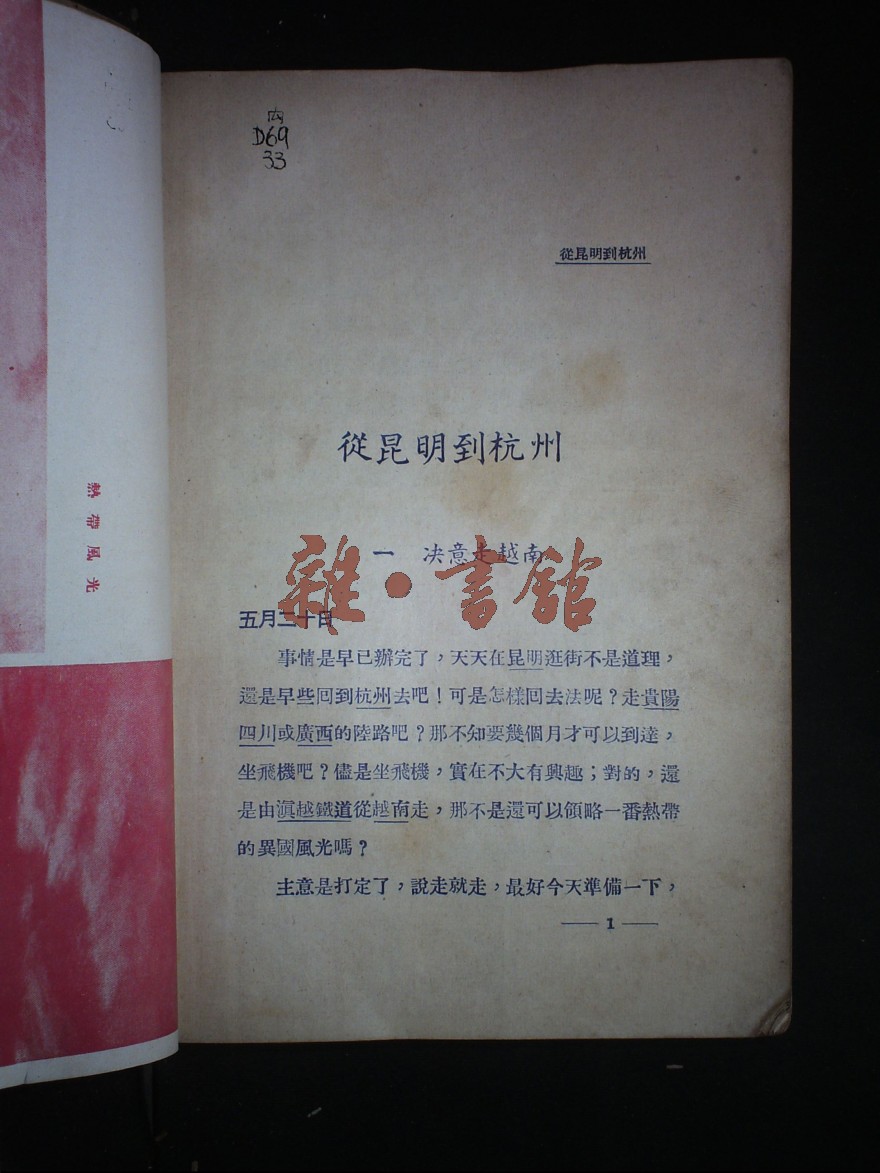 内
D69
33
從昆明到杭州
從昆明到杭州
一　決意走越南
五月二十日
事情是早已辦完了，天天在昆明逛街不是道理，
還是早些回到杭州去吧！可是怎樣回去法呢？走貴陽
四川或廣西的陸路吧？那不知要幾個月才可以到達，
坐飛機吧？儘是坐飛機，實在不大有興趣；對的，還
是由滇越鐵道從越南走，那不是還可以領略一番熱帶
的異國風光嗎？
主意是打定了，說走就走，最好今天準備一下，
— 1 —
熱帶風光
雜·書館